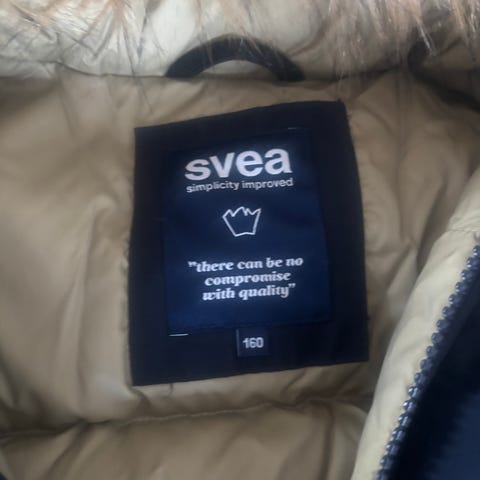 svea
simplicity improved
"there can be no
compromise
with quality"
160